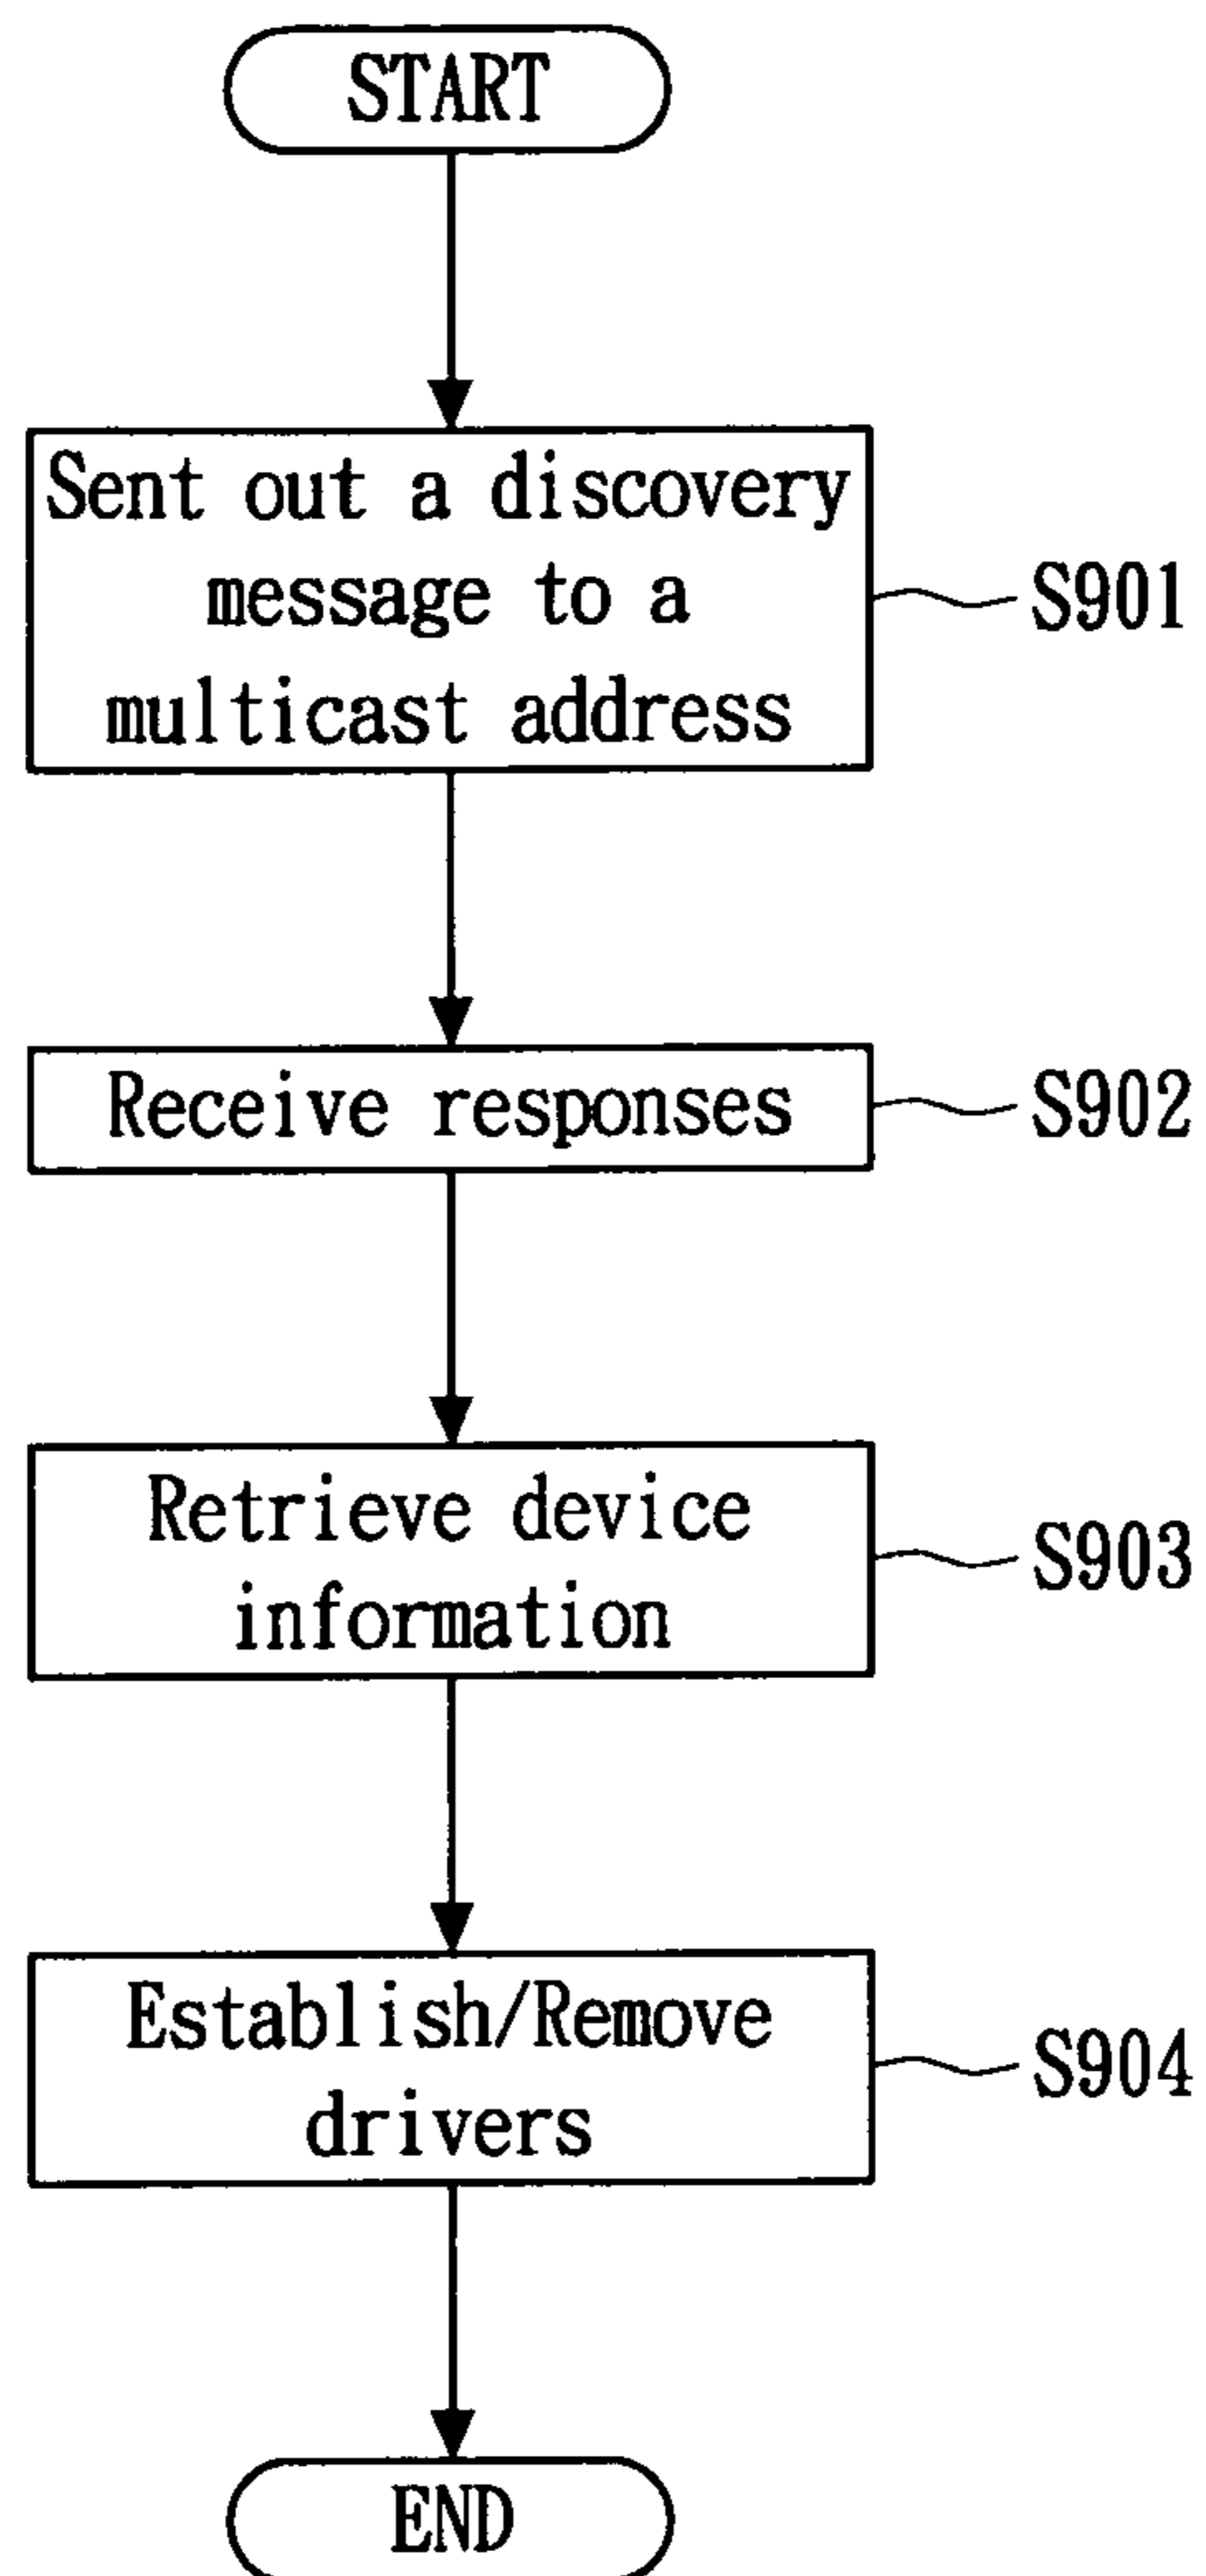 START
Sent out a discovery
message to a
multicast address
S901
Receive responses
S902
Retrieve device
information
S903
Establish/Remove
drivers
S904
END